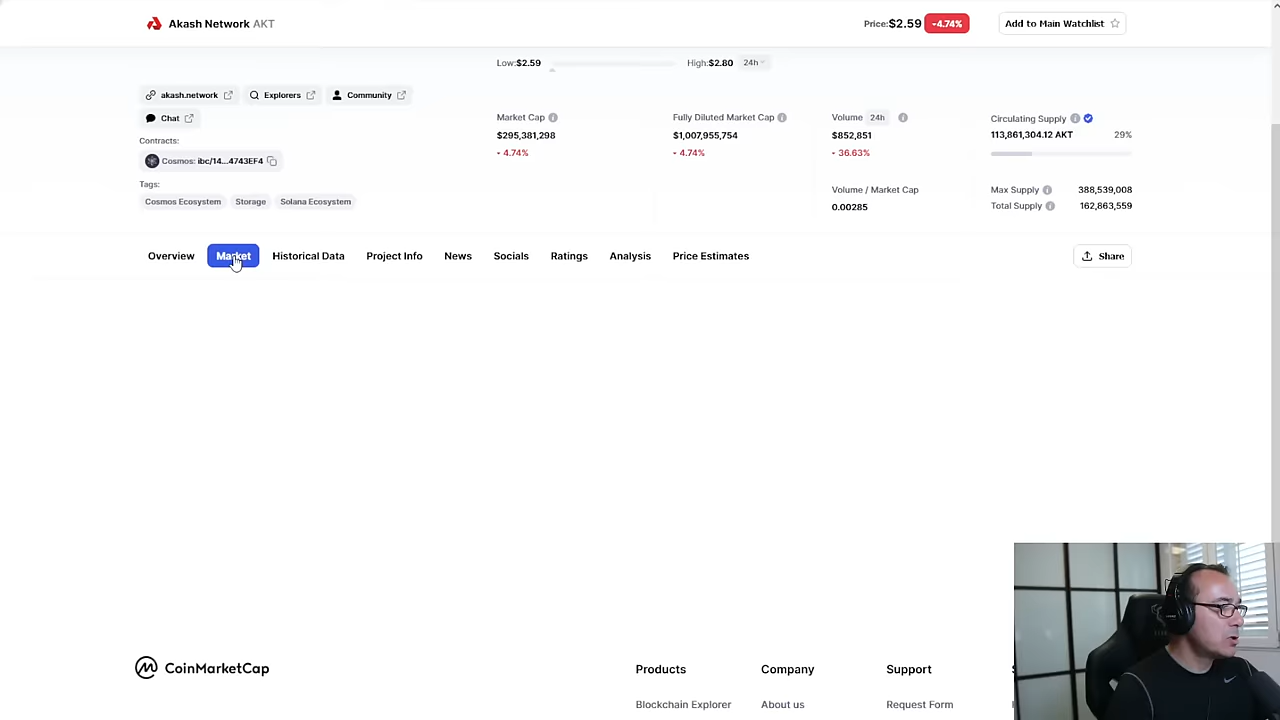 Akash Network AKT
Price:$2.59 -4.74%
Add to Main Watchlist
Low:$2.59
High:$2.80 24h
akash.network
Explorers
Community
Chat
Contracts:
Cosmos: ibc/14...4743EF4
Tags:
Cosmos Ecosystem
Storage
Solana Ecosystem
Market Cap
$295,381,298
- 4.74%
Fully Diluted Market Cap
$1,007,955,754
- 4.74%
Volume 24h
$852,851
- 36.63%
Volume / Market Cap
0.00285
Circulating Supply
113,861,304.12 AKT 29%
Max Supply 388,539,008
Total Supply 162,863,559
Overview
Market
Historical Data
Project Info
News
Socials
Ratings
Analysis
Price Estimates
Share
CoinMarketCap
Products
Company
Support
Blockchain Explorer
About us
Request Form